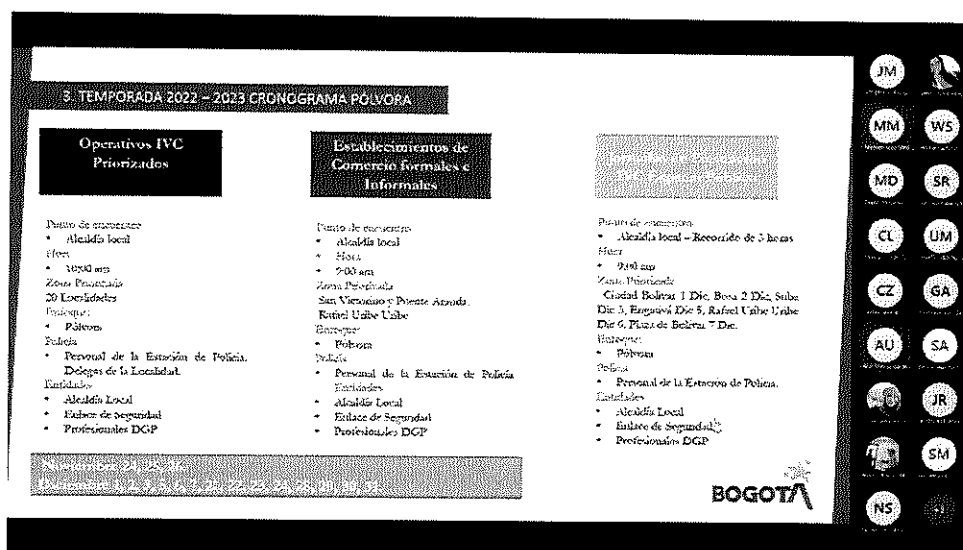 3. TEMPORADA 2022 – 2023 CRONOGRAMA PÓLVORA
Operativos IVC
Priorizados
Punto de encuentro
• Alcaldía local
Hora
• 10:00 am
Zona Priorizada
20 Localidades
Enfoque:
• Pólvora
Policía
• Personal de la Estación de Policía.
Delegas de la Localidad.
Entidades
• Alcaldía Local
• Enlace de Seguridad
• Profesionales DGP
Establecimientos de
Comercio formales e
Informales
Punto de encuentro
• Alcaldía local
• Hora
• 9:00 am
Zona Priorizada
San Victorino y Puente Aranda.
Rafael Uribe Uribe
Enfoque:
• Pólvora
Policía
• Personal de la Estación de Policía
Entidades
• Alcaldía Local
• Enlace de Seguridad
• Profesionales DGP
Punto de encuentro
• Alcaldía local – Recorrido de 3 horas
Hora
• 9:00 am
Zona Priorizada
Ciudad Bolívar 1 Dic, Bosa 2 Dic, Suba
Dic 3, Engativá Dic 5, Rafael Uribe Uribe
Dic 6, Plaza de Bolívar 7 Dic.
Enfoque:
• Pólvora
Policía
• Personal de la Estación de Policía.
Entidades
• Alcaldía Local
• Enlace de Seguridad
• Profesionales DGP
Noviembre 24, 25, 26
BOGOTÁ
JM
MM WS
MD SR
CL UM
CZ GA
AU SA
JR
SM
NS